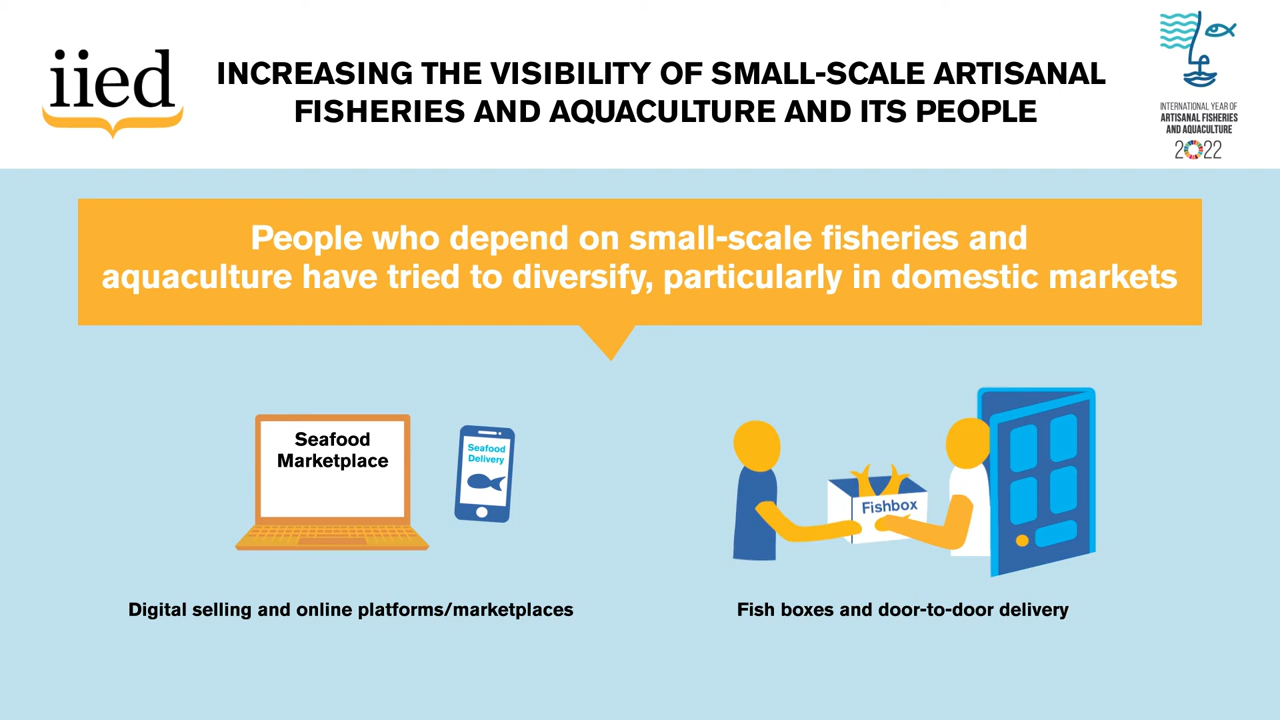 iied
INCREASING THE VISIBILITY OF SMALL-SCALE ARTISANAL
FISHERIES AND AQUACULTURE AND ITS PEOPLE
INTERNATIONAL YEAR OF
ARTISANAL FISHERIES
AND AQUACULTURE
2022
People who depend on small-scale fisheries and
aquaculture have tried to diversify, particularly in domestic markets
Seafood
Marketplace
Seafood
Delivery
Fishbox
Digital selling and online platforms/marketplaces
Fish boxes and door-to-door delivery